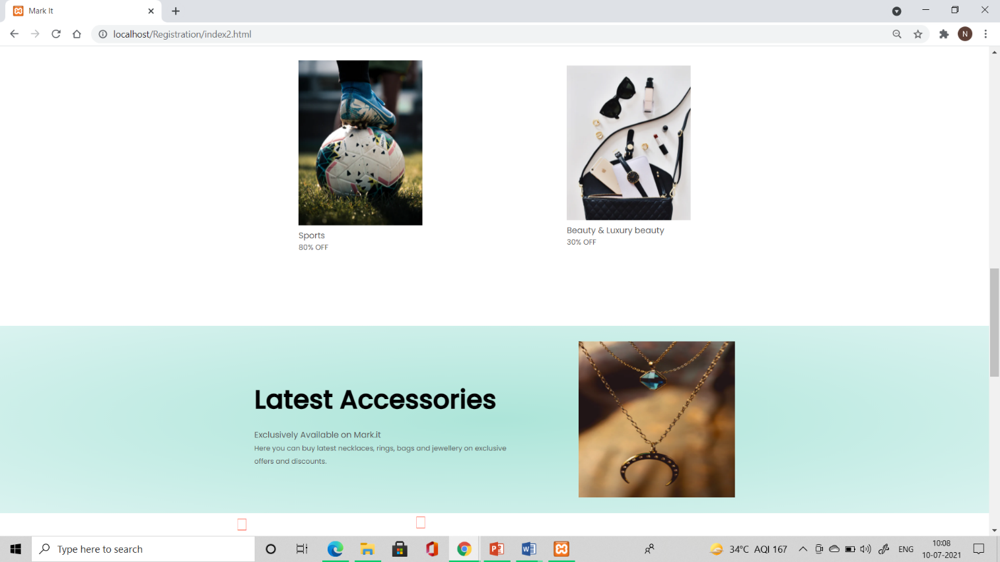 Mark It
localhost/Registration/index2.html
N
Sports
80% OFF
Beauty & Luxury beauty
30% OFF
Latest Accessories
Exclusively Available on Mark.it
Here you can buy latest necklaces, rings, bags and jewellery on exclusive
offers and discounts.
Type here to search
34°C AQI 167
ENG
10:08
10-07-2021